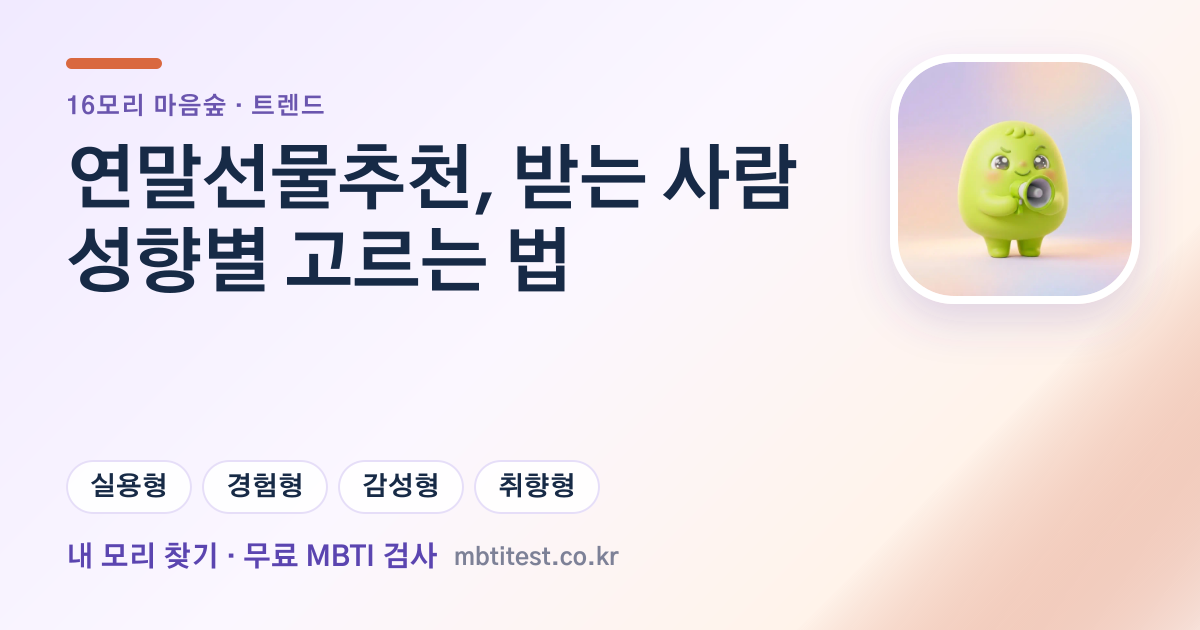 16모리 마음숲 · 트렌드
연말선물추천, 받는 사람
성향별 고르는 법
실용형 경험형 감성형 취향형
내 모리 찾기 · 무료 MBTI 검사 mbtitest.co.kr